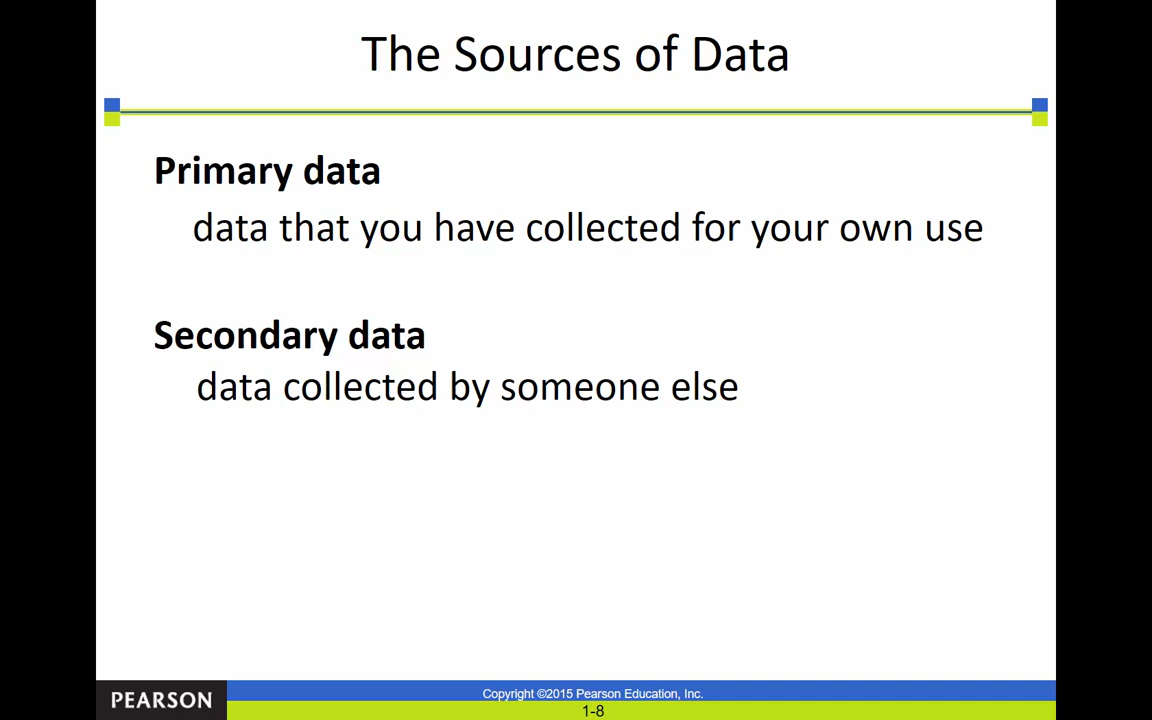 The Sources of Data
Primary data
data that you have collected for your own use
Secondary data
data collected by someone else
PEARSON
Copyright ©2015 Pearson Education, Inc.
1-8